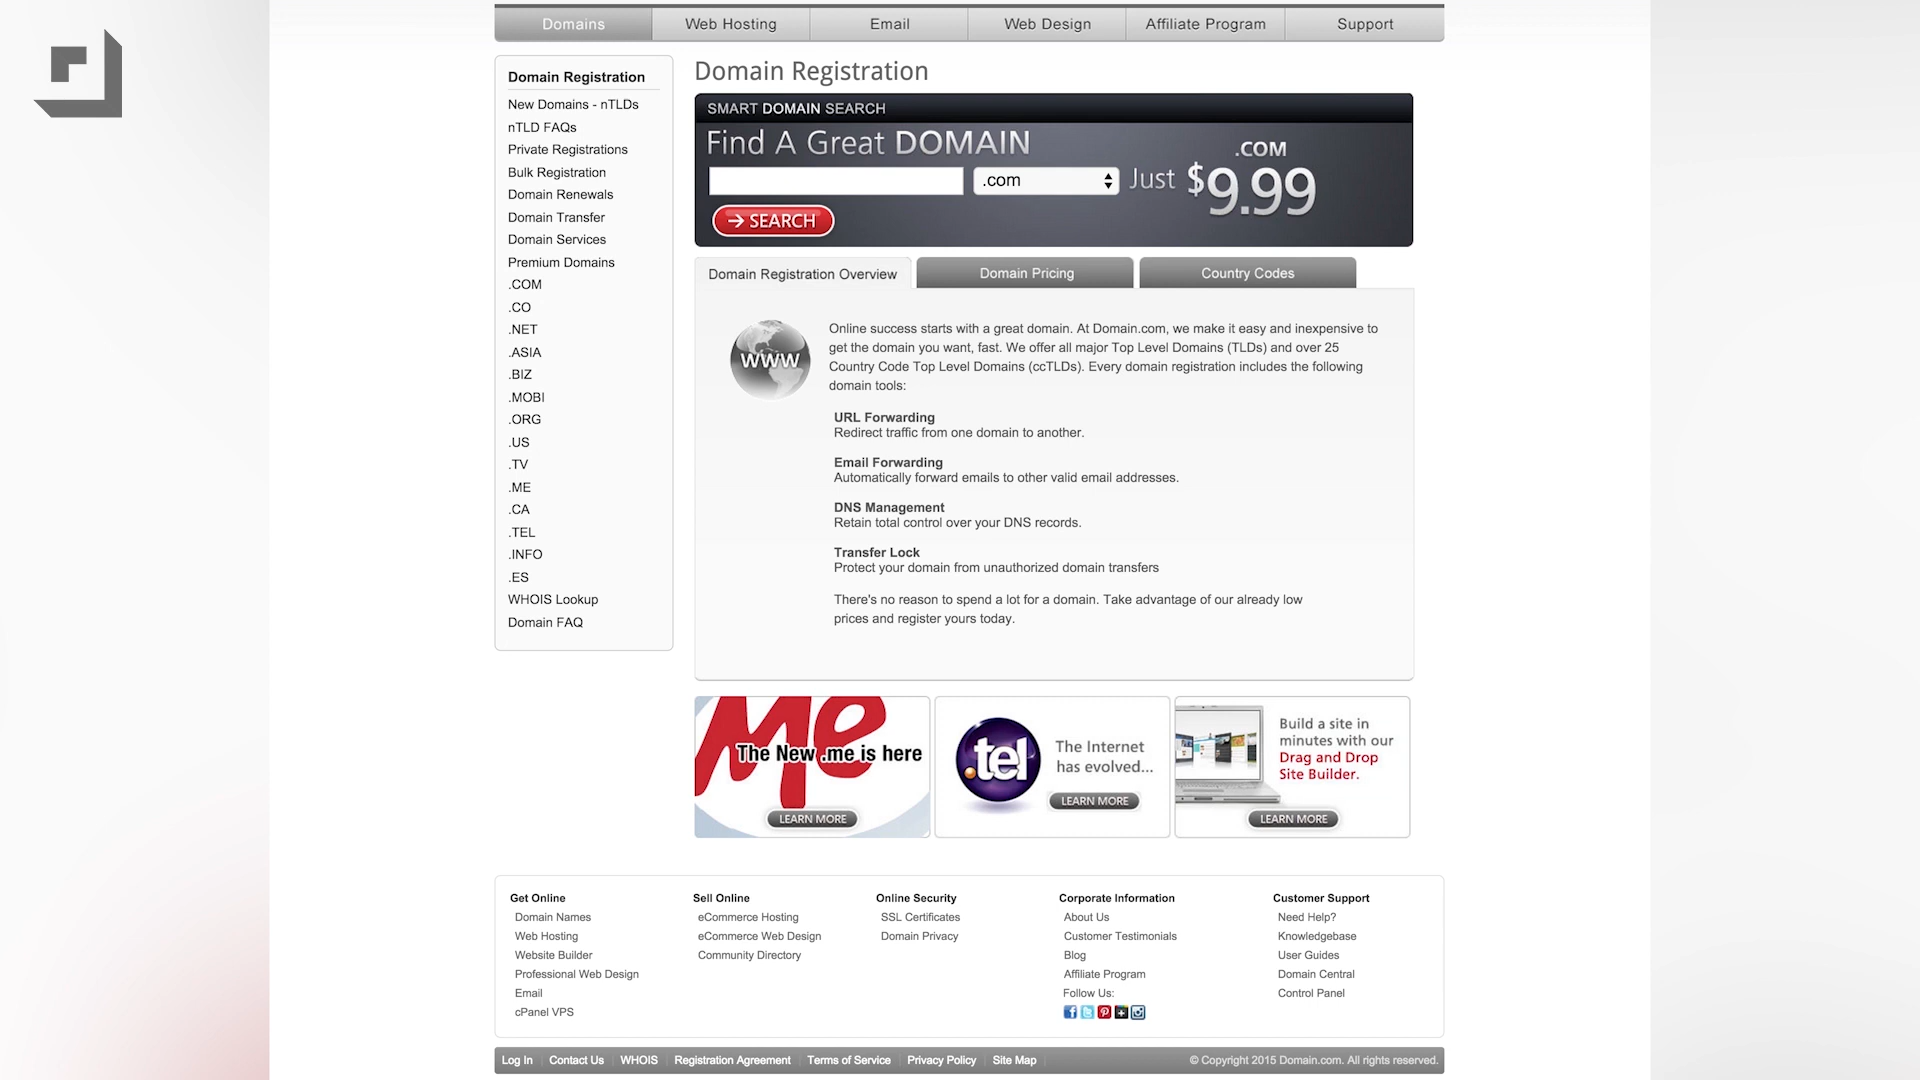 Domains
Web Hosting
Email
Web Design
Affiliate Program
Support
Domain Registration
New Domains - nTLDs
nTLD FAQs
Private Registrations
Bulk Registration
Domain Renewals
Domain Transfer
Domain Services
Premium Domains
.COM
.CO
.NET
.ASIA
.BIZ
.MOBI
.ORG
.US
.TV
.ME
.CA
.TEL
.INFO
.ES
WHOIS Lookup
Domain FAQ
Domain Registration
SMART DOMAIN SEARCH
Find A Great DOMAIN
.com
Just
.COM
$9.99
→ SEARCH
Domain Registration Overview
Domain Pricing
Country Codes
WWW
Online success starts with a great domain. At Domain.com, we make it easy and inexpensive to
get the domain you want, fast. We offer all major Top Level Domains (TLDs) and over 25
Country Code Top Level Domains (ccTLDs). Every domain registration includes the following
domain tools:
URL Forwarding
Redirect traffic from one domain to another.
Email Forwarding
Automatically forward emails to other valid email addresses.
DNS Management
Retain total control over your DNS records.
Transfer Lock
Protect your domain from unauthorized domain transfers
There's no reason to spend a lot for a domain. Take advantage of our already low
prices and register yours today.
Me
The New .me is here
LEARN MORE
.tel
The Internet
has evolved...
LEARN MORE
Build a site in
minutes with our
Drag and Drop
Site Builder.
LEARN MORE
Get Online
Domain Names
Web Hosting
Website Builder
Professional Web Design
Email
cPanel VPS
Sell Online
eCommerce Hosting
eCommerce Web Design
Community Directory
Online Security
SSL Certificates
Domain Privacy
Corporate Information
About Us
Customer Testimonials
Blog
Affiliate Program
Follow Us:
Customer Support
Need Help?
Knowledgebase
User Guides
Domain Central
Control Panel
Log In
Contact Us
WHOIS
Registration Agreement
Terms of Service
Privacy Policy
Site Map
© Copyright 2015 Domain.com. All rights reserved.